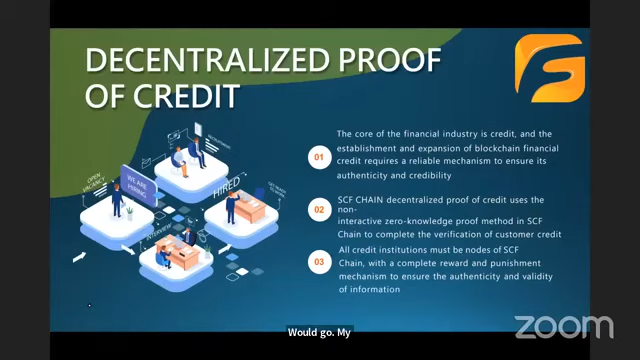 DECENTRALIZED PROOF
OF CREDIT
01
The core of the financial industry is credit, and the
establishment and expansion of blockchain financial
credit requires a reliable mechanism to ensure its
authenticity and credibility
02
SCF CHAIN decentralized proof of credit uses the
non-
interactive zero-knowledge proof method in SCF
Chain to complete the verification of customer credit
03
All credit institutions must be nodes of SCF
Chain, with a complete reward and punishment
mechanism to ensure the authenticity and validity
of information
OPEN
VACANCY
WE ARE
HIRING
HIRED
GET READY
TO WORK
INTERVIEW
Would go. My
zoom